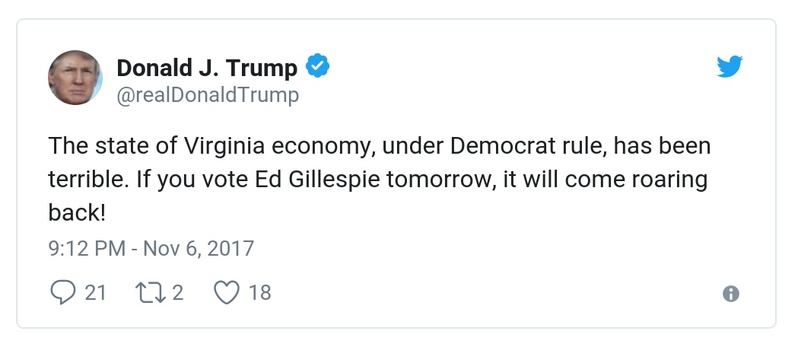 Donald J. Trump
@realDonaldTrump
The state of Virginia economy, under Democrat rule, has been
terrible. If you vote Ed Gillespie tomorrow, it will come roaring
back!
9:12 PM - Nov 6, 2017
21 2 18